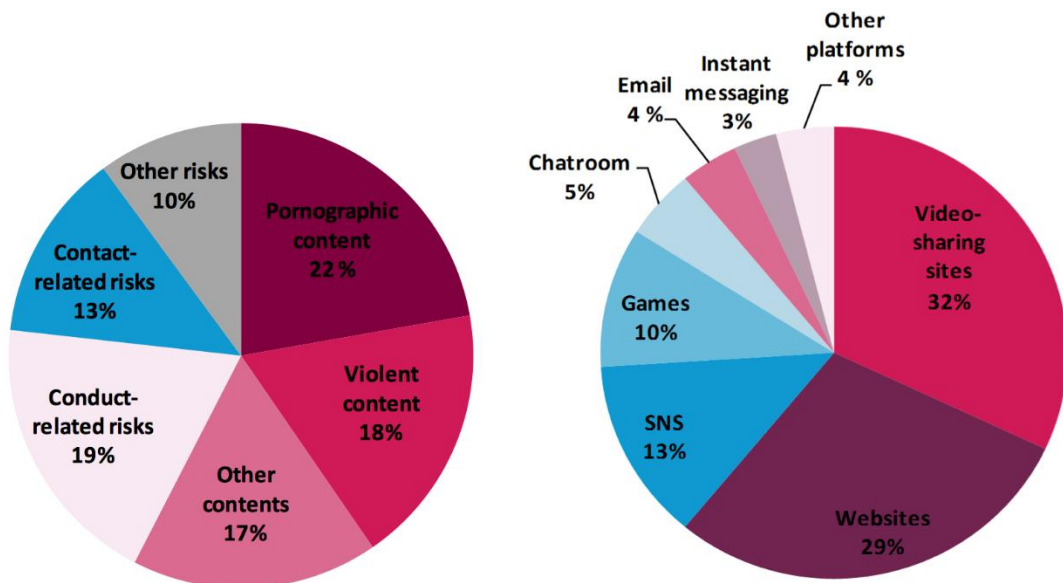 Other risks
10%
Pornographic
content
22 %
Contact-
related risks
13%
Violent
content
18%
Conduct-
related risks
19%
Other
contents
17%
Other
platforms
4 %
Instant
messaging
3%
Email
4 %
Chatroom
5%
Video-
sharing
sites
32%
Games
10%
SNS
13%
Websites
29%